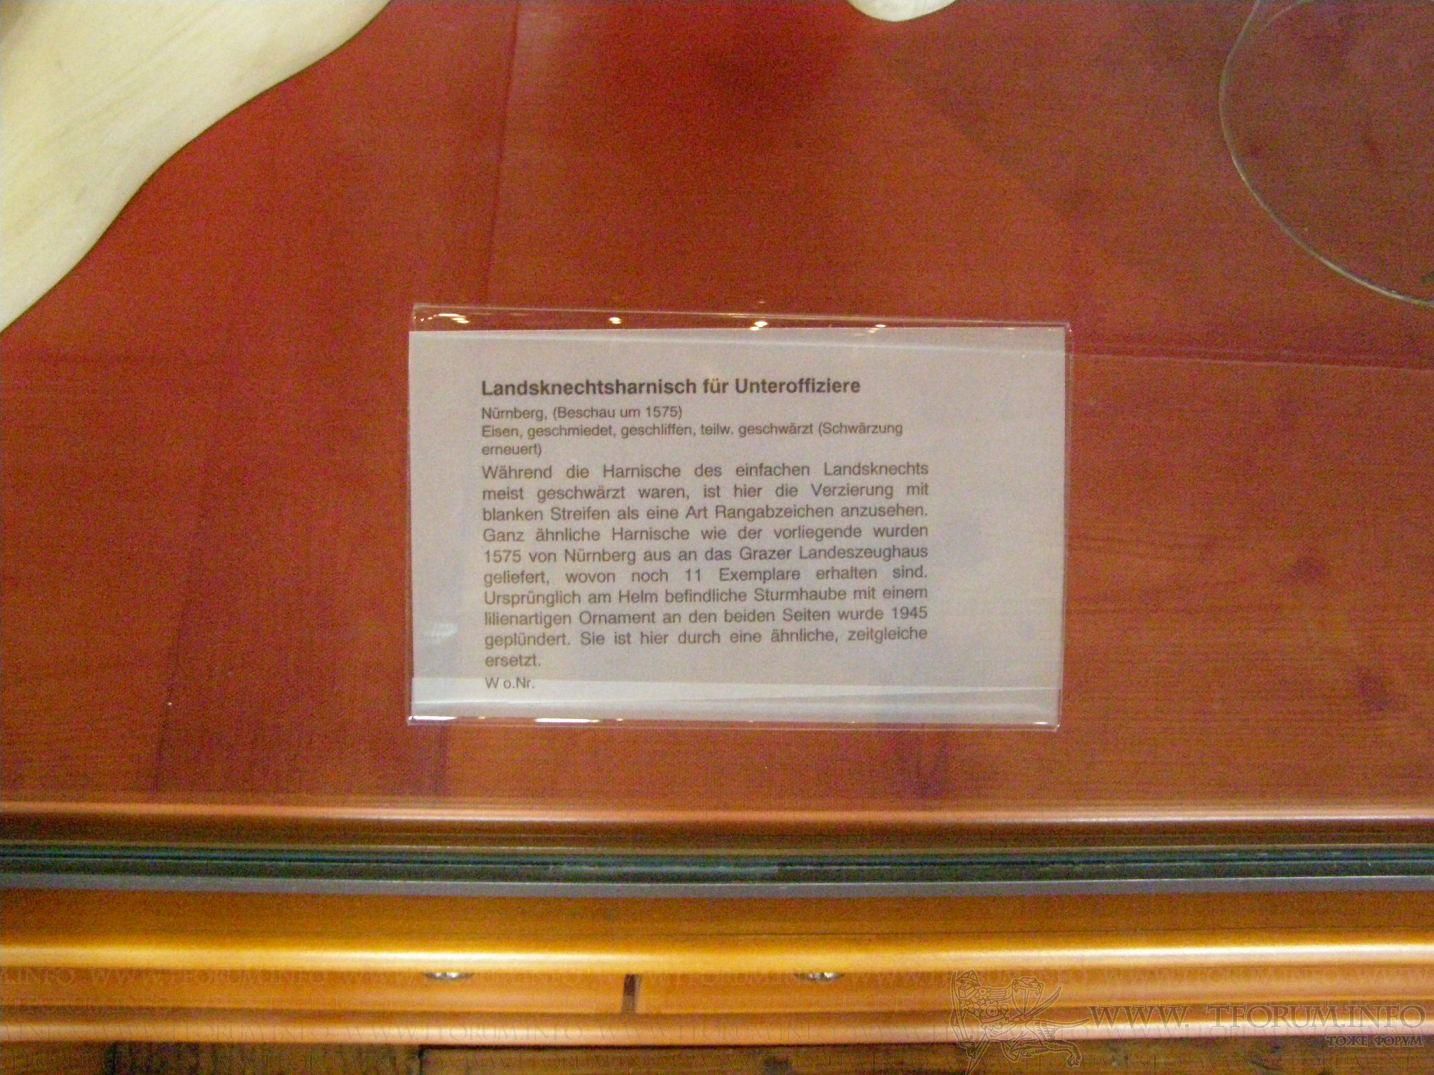 Landsknechtsharnisch für Unteroffiziere
Nürnberg, (Beschau um 1575)
Eisen, geschmiedet, geschliffen, teilw. geschwärzt (Schwärzung
erneuert)
Während die Harnische des einfachen Landsknechts
meist geschwärzt waren, ist hier die Verzierung mit
blanken Streifen als eine Art Rangabzeichen anzusehen.
Ganz ähnliche Harnische wie der vorliegende wurden
1575 von Nürnberg aus an das Grazer Landeszeughaus
geliefert, wovon noch 11 Exemplare erhalten sind.
Ursprünglich am Helm befindliche Sturmhaube mit einem
lilienartigen Ornament an den beiden Seiten wurde 1945
geplündert. Sie ist hier durch eine ähnliche, zeitgleiche
ersetzt.
W o.Nr.
WWW. TFORUM.INFO
ТОЖЕ ФОРУМ